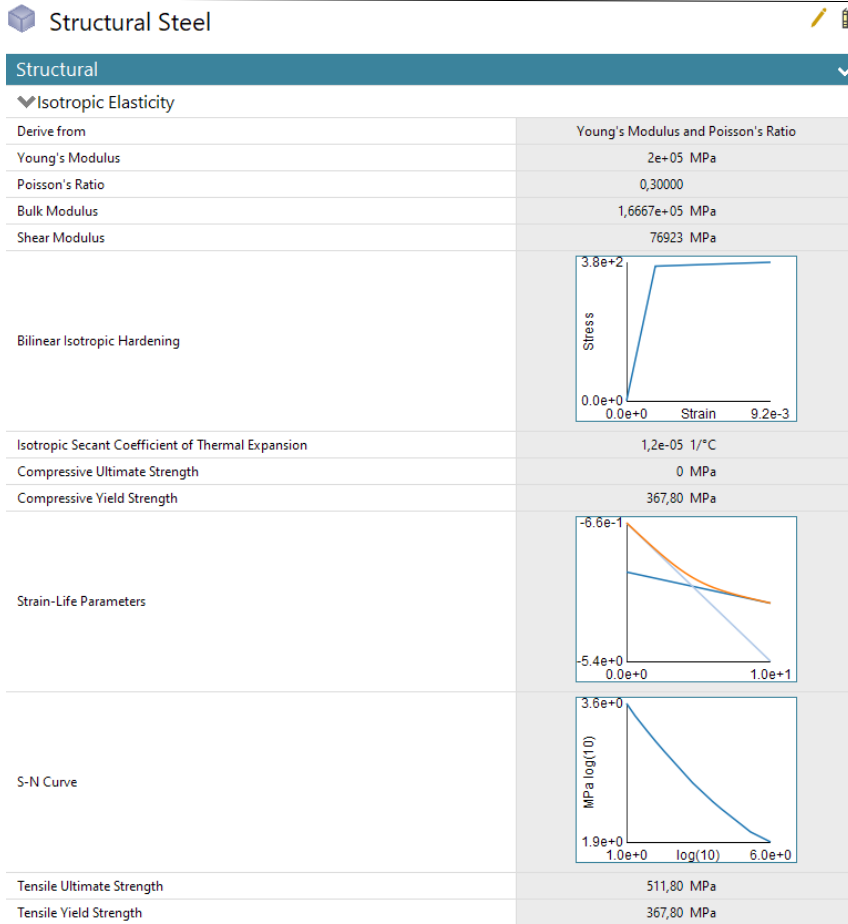 Structural Steel
Structural
Isotropic Elasticity
Derive from Young's Modulus and Poisson's Ratio
Young's Modulus 2e+05 MPa
Poisson's Ratio 0,30000
Bulk Modulus 1,6667e+05 MPa
Shear Modulus 76923 MPa
Bilinear Isotropic Hardening
3.8e+2
Stress
0.0e+0
0.0e+0 Strain 9.2e-3
Isotropic Secant Coefficient of Thermal Expansion 1,2e-05 1/°C
Compressive Ultimate Strength 0 MPa
Compressive Yield Strength 367,80 MPa
Strain-Life Parameters
-6.6e-1
-5.4e+0
0.0e+0 1.0e+1
S-N Curve
3.6e+0
MPa log(10)
1.9e+0
1.0e+0 log(10) 6.0e+0
Tensile Ultimate Strength 511,80 MPa
Tensile Yield Strength 367,80 MPa